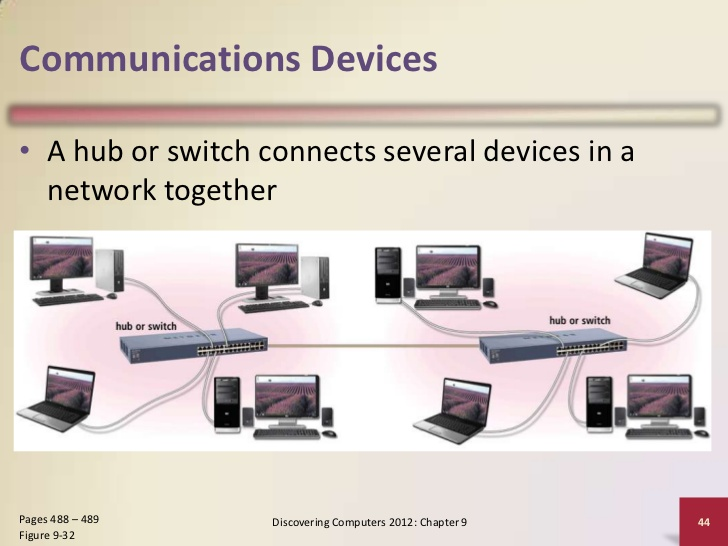 Communications Devices
• A hub or switch connects several devices in a
network together
hub or switch
hub or switch
Pages 488 – 489
Figure 9-32
Discovering Computers 2012: Chapter 9
44